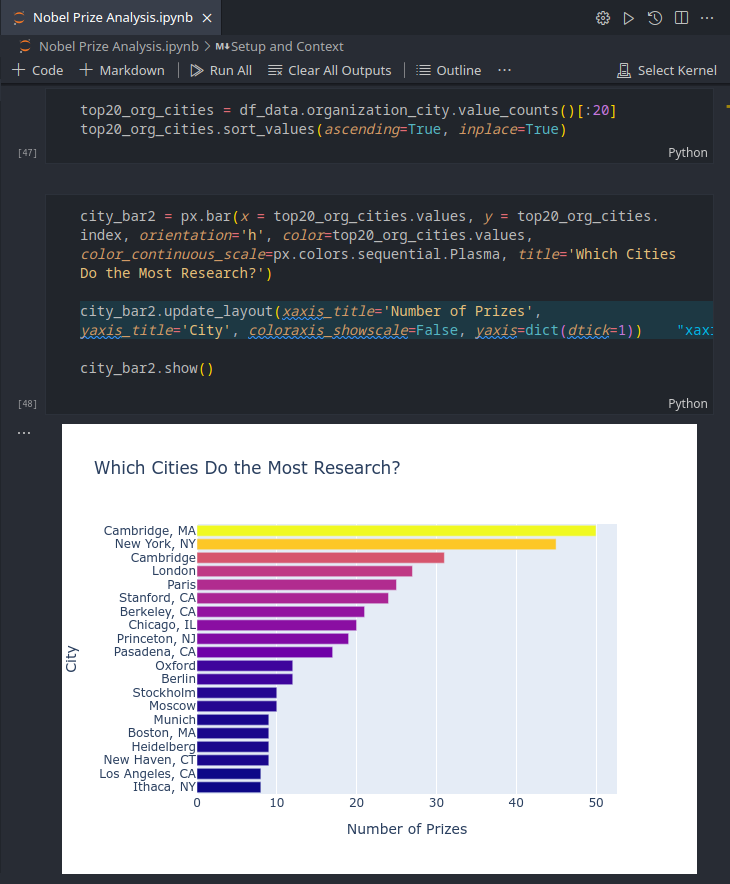 Nobel Prize Analysis.ipynb ×
Nobel Prize Analysis.ipynb > M↓Setup and Context
+ Code + Markdown | Run All Clear All Outputs | Outline ··· Select Kernel
top20_org_cities = df_data.organization_city.value_counts()[:20]
top20_org_cities.sort_values(ascending=True, inplace=True)
[47]
Python
city_bar2 = px.bar(x = top20_org_cities.values, y = top20_org_cities.
index, orientation='h', color=top20_org_cities.values,
color_continuous_scale=px.colors.sequential.Plasma, title='Which Cities
Do the Most Research?')
city_bar2.update_layout(xaxis_title='Number of Prizes',
yaxis_title='City', coloraxis_showscale=False, yaxis=dict(dtick=1)) "xax
city_bar2.show()
[48]
Python
···
Which Cities Do the Most Research?
Cambridge, MA
New York, NY
Cambridge
London
Paris
Stanford, CA
Berkeley, CA
Chicago, IL
Princeton, NJ
Pasadena, CA
Oxford
Berlin
Stockholm
Moscow
Munich
Boston, MA
Heidelberg
New Haven, CT
Los Angeles, CA
Ithaca, NY
City
0 10 20 30 40 50
Number of Prizes